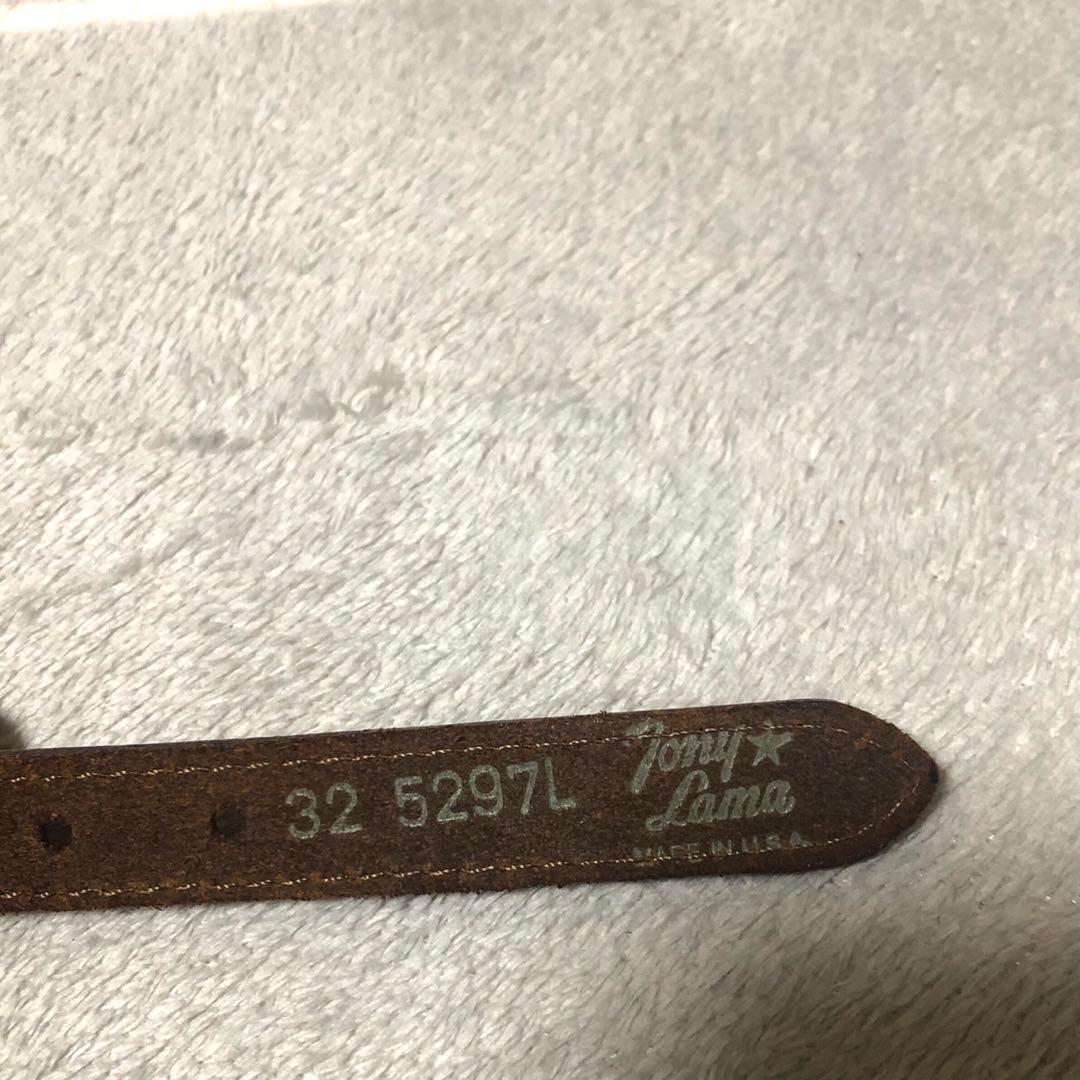 32 5297L
Tony★
Lama
MADE IN U.S.A.